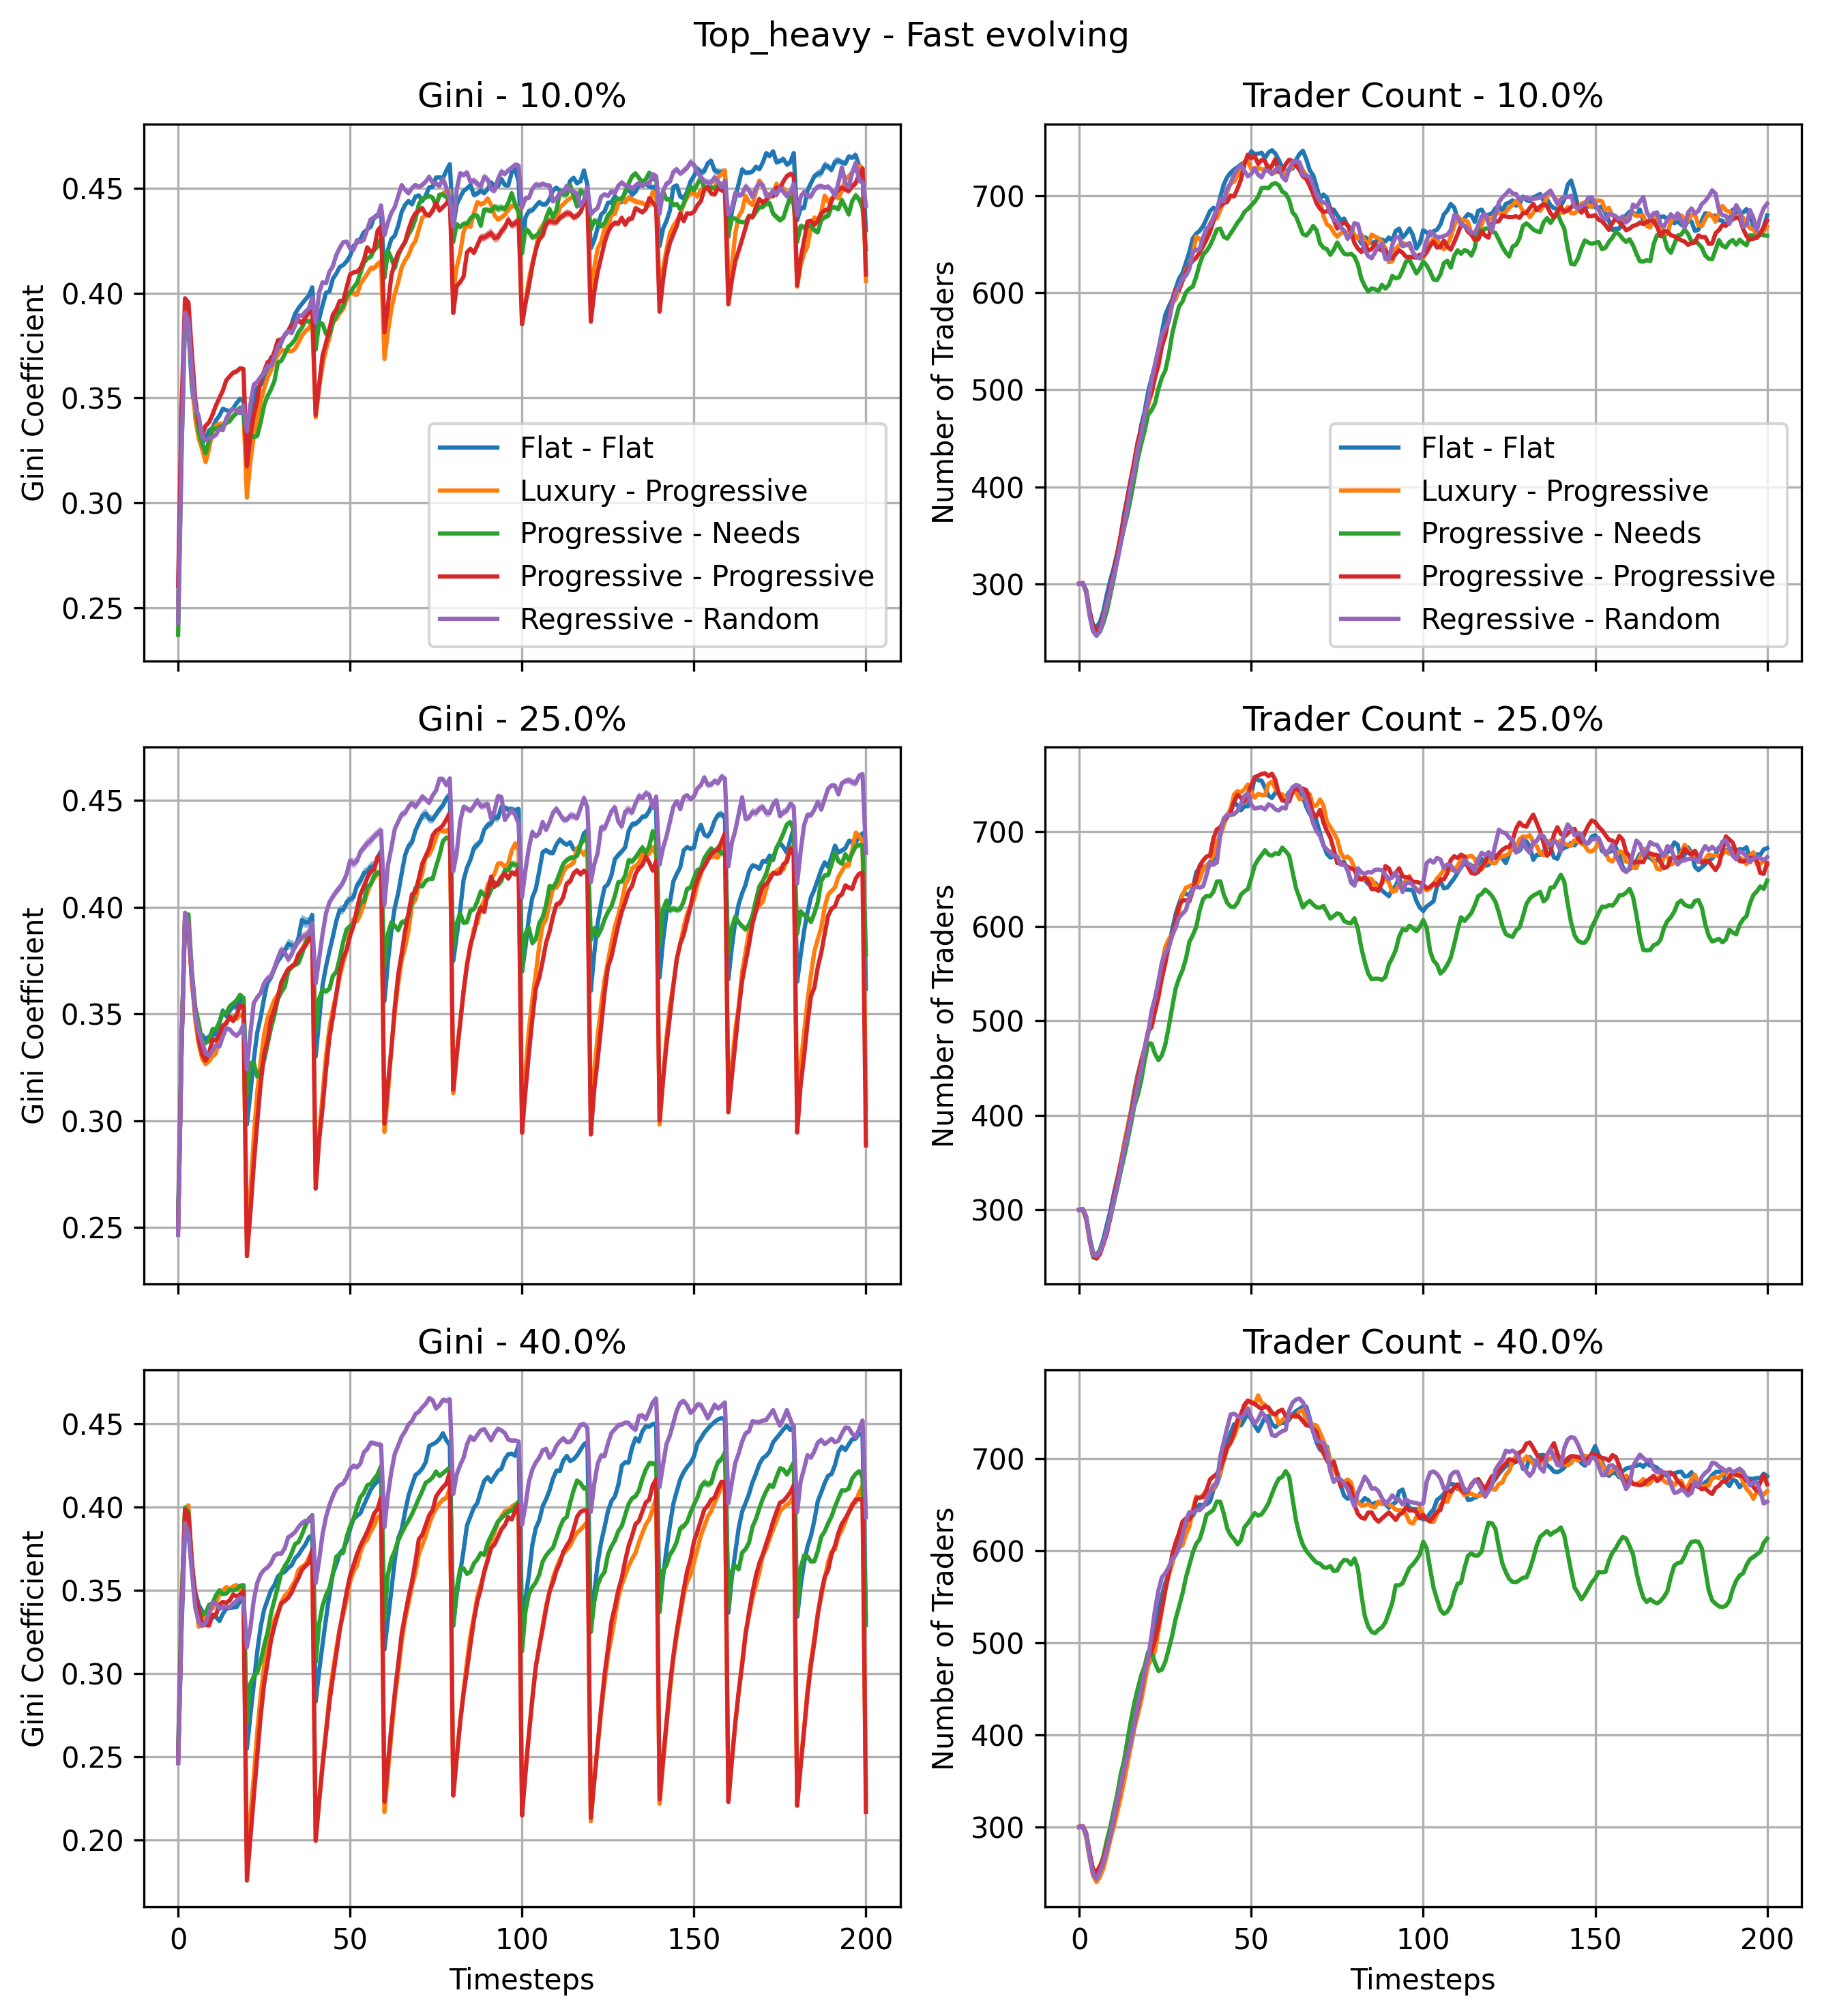 Top_heavy - Fast evolving
Gini - 10.0%
Gini Coefficient
0.45
0.40
0.35
0.30
0.25
Flat - Flat
Luxury - Progressive
Progressive - Needs
Progressive - Progressive
Regressive - Random
Trader Count - 10.0%
Number of Traders
700
600
500
400
300
Flat - Flat
Luxury - Progressive
Progressive - Needs
Progressive - Progressive
Regressive - Random
Gini - 25.0%
Gini Coefficient
0.45
0.40
0.35
0.30
0.25
Trader Count - 25.0%
Number of Traders
700
600
500
400
300
Gini - 40.0%
Gini Coefficient
0.45
0.40
0.35
0.30
0.25
0.20
0 50 100 150 200
Timesteps
Trader Count - 40.0%
Number of Traders
700
600
500
400
300
0 50 100 150 200
Timesteps